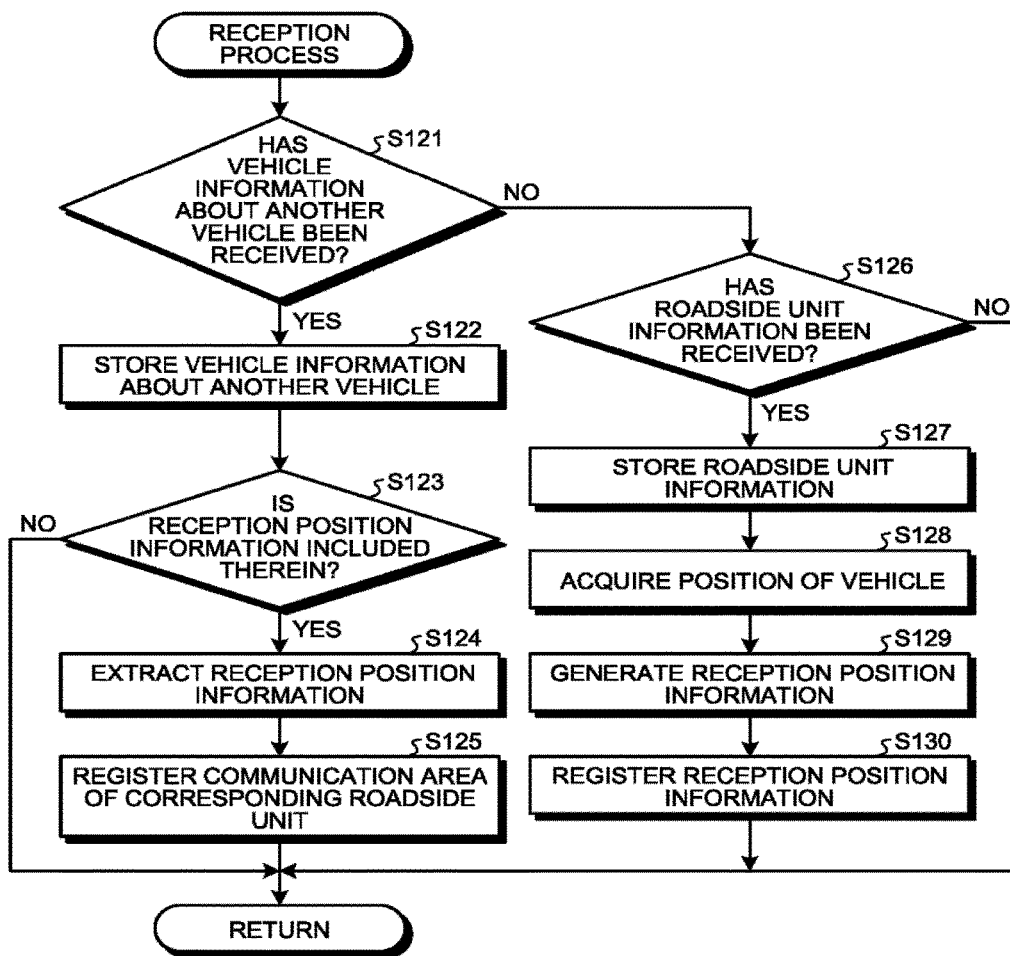 RECEPTION
PROCESS
S121
HAS
VEHICLE
INFORMATION
ABOUT ANOTHER
VEHICLE BEEN
RECEIVED?
NO
YES
S122
STORE VEHICLE INFORMATION
ABOUT ANOTHER VEHICLE
S123
IS
RECEPTION POSITION
INFORMATION INCLUDED
THEREIN?
NO
YES
S124
EXTRACT RECEPTION POSITION
INFORMATION
S125
REGISTER COMMUNICATION AREA
OF CORRESPONDING ROADSIDE
UNIT
S126
HAS
ROADSIDE UNIT
INFORMATION BEEN
RECEIVED?
NO
YES
S127
STORE ROADSIDE UNIT
INFORMATION
S128
ACQUIRE POSITION OF VEHICLE
S129
GENERATE RECEPTION POSITION
INFORMATION
S130
REGISTER RECEPTION POSITION
INFORMATION
RETURN